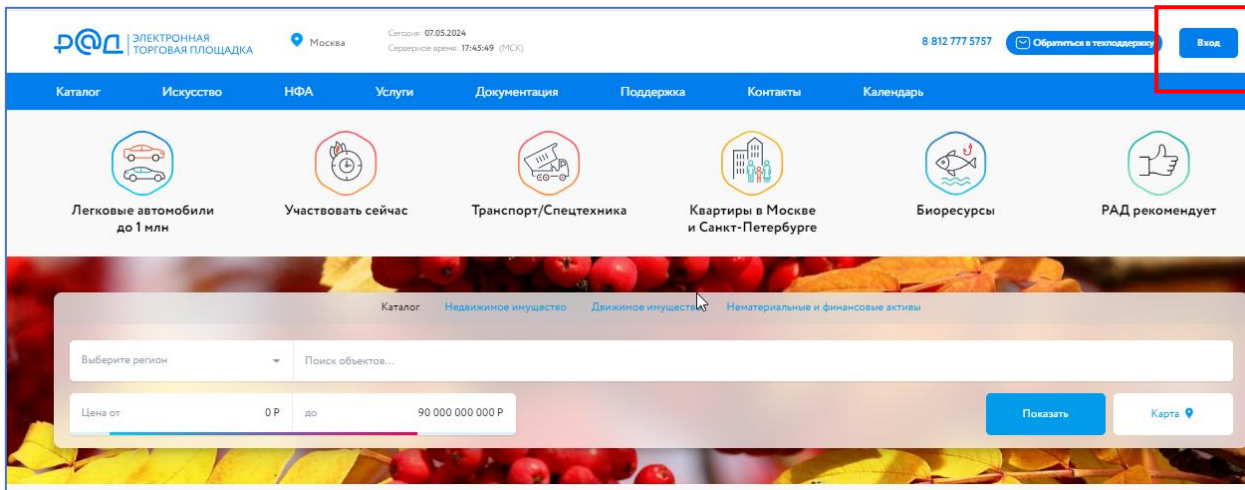 РАД ЭЛЕКТРОННАЯ
ТОРГОВАЯ ПЛОЩАДКА
Москва
Сегодня: 07.05.2024
Серверное время: 17:45:49 (МСК)
8 812 777 5757
Обратиться в техподдержку
Вход
Каталог Искусство НФА Услуги Документация Поддержка Контакты Календарь
Легковые автомобили
до 1 млн
Участвовать сейчас
Транспорт/Спецтехника
Квартиры в Москве
и Санкт-Петербурге
Биоресурсы
РАД рекомендует
Каталог Недвижимое имущество Движимое имущество Нематериальные и финансовые активы
Выберите регион Поиск объектов...
Цена от 0 Р до 90 000 000 000 Р Показать Карта